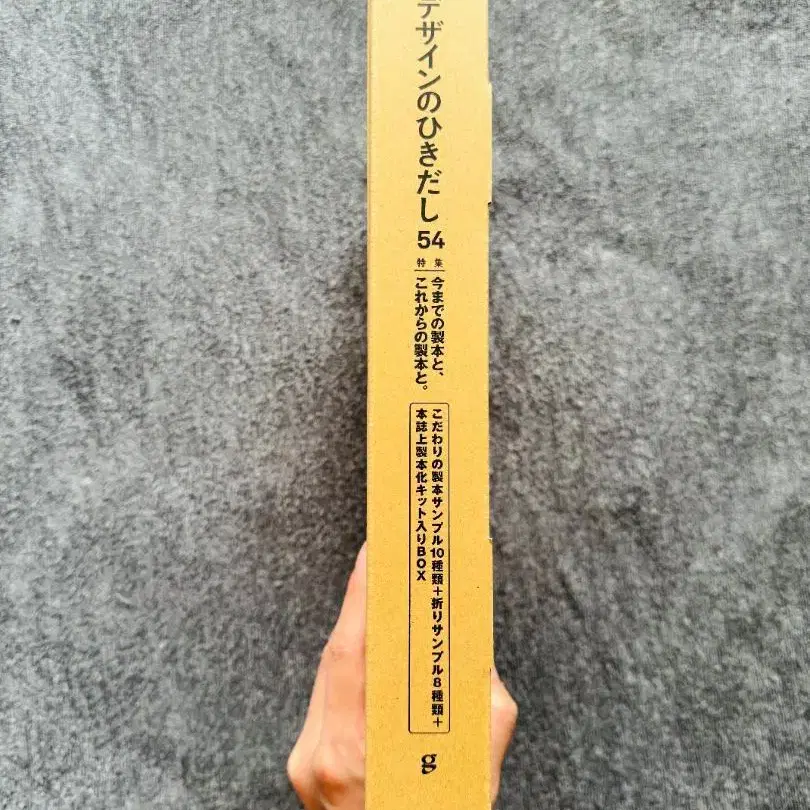 デザインのひきだし
54
特集
今までの製本と、
これからの製本と。
こだわりの製本サンプル10種類+折りサンプル8種類+
本誌上製本化キット入りBOX
g